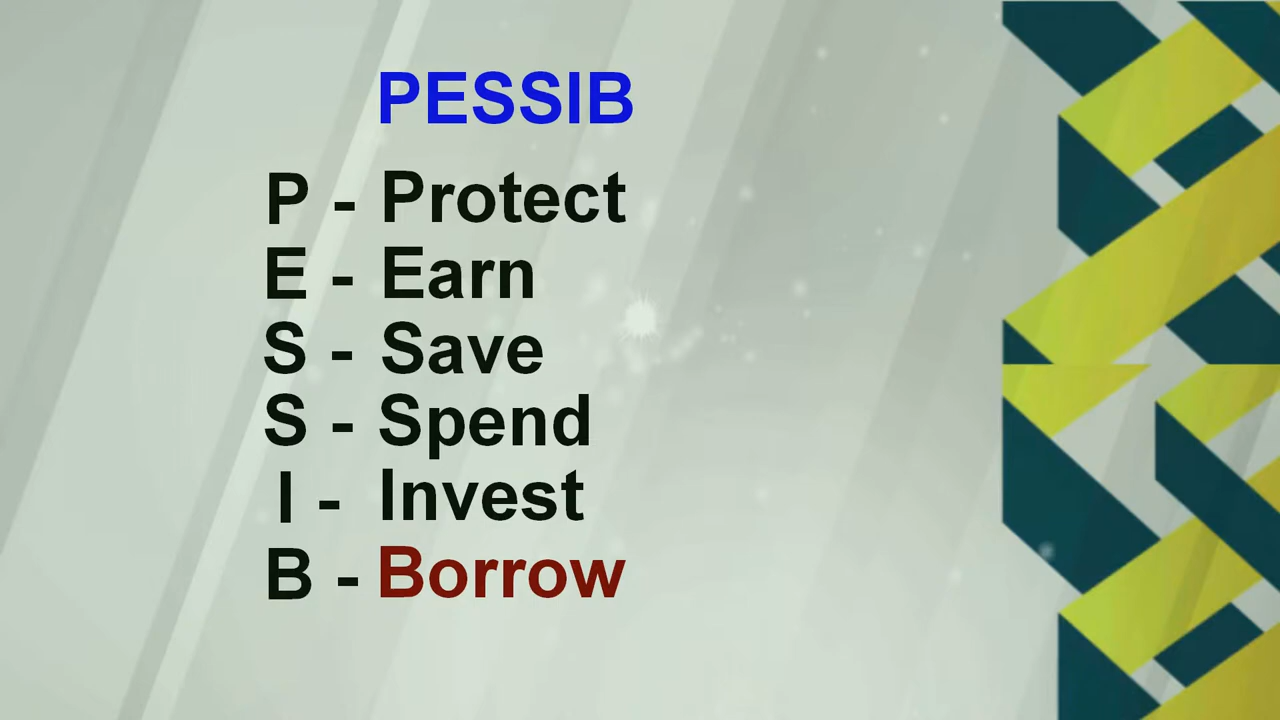 PESSIB
P - Protect
E - Earn
S - Save
S - Spend
I - Invest
B - Borrow